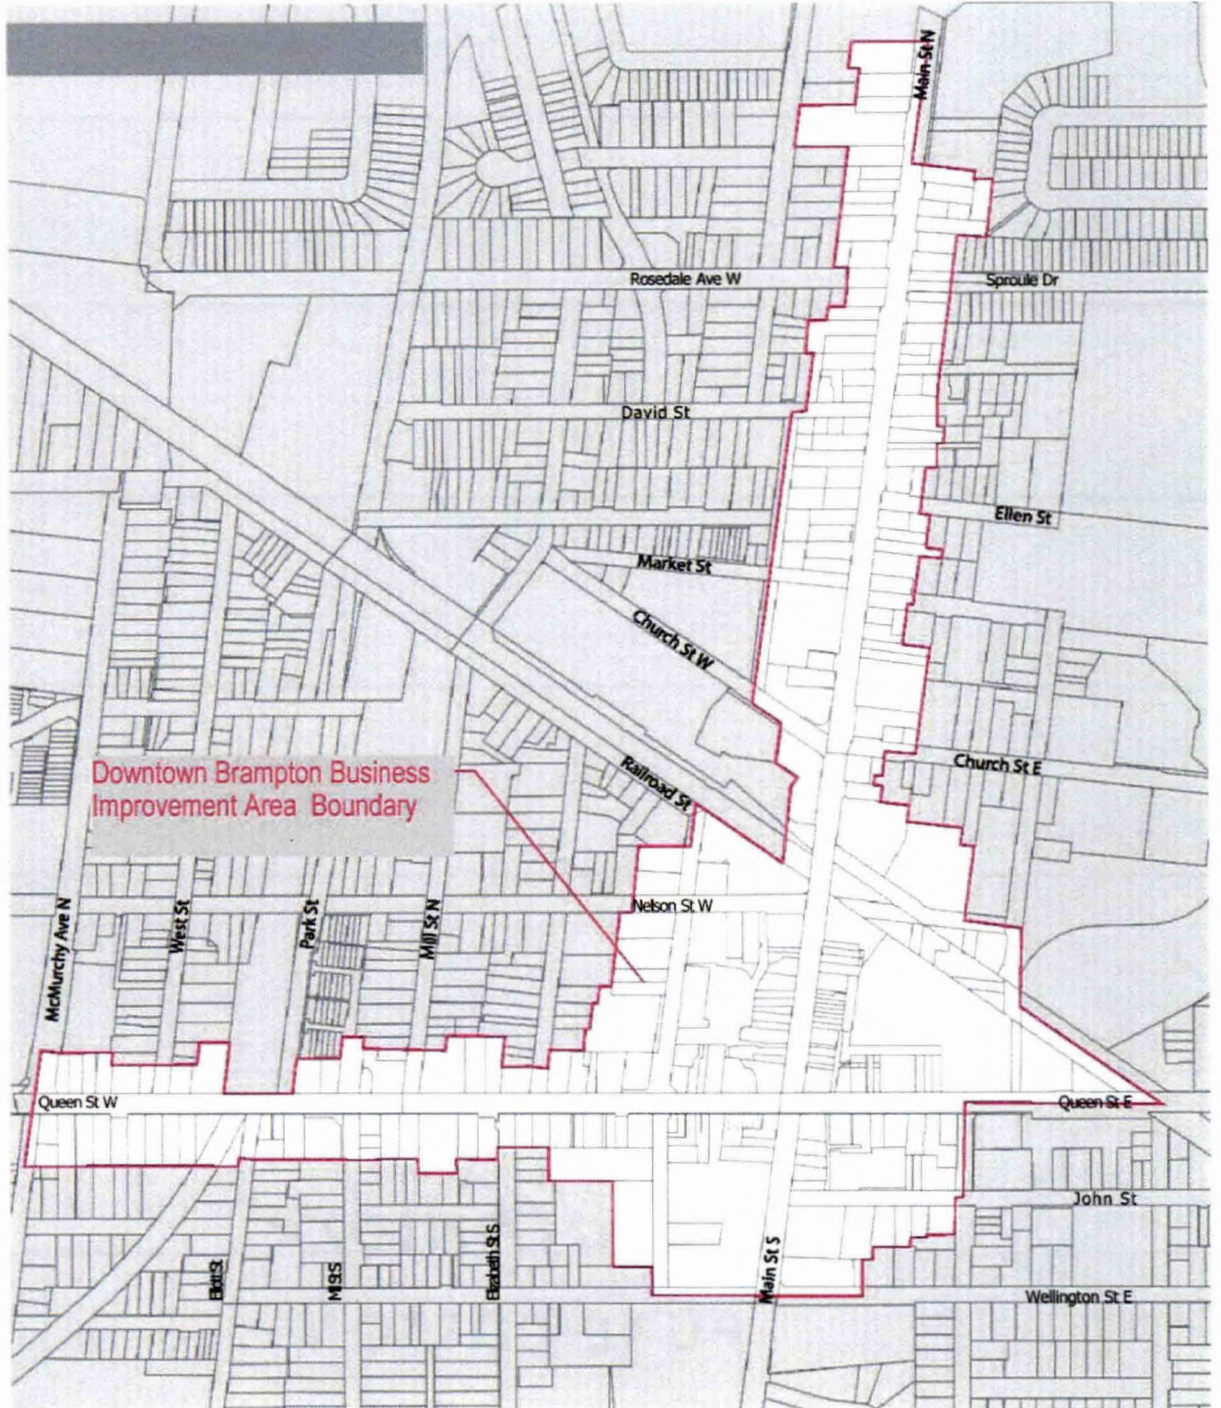 Main St N
Rosedale Ave W
Sproule Dr
David St
Ellen St
Market St
Church St W
Church St E
Railroad St
Downtown Brampton Business
Improvement Area Boundary
McMurchy Ave N
West St
Park St
Mill St N
Nelson St W
Queen St W
Queen St E
John St
Elliott St
Mill St S
Elizabeth St S
Main St S
Wellington St E